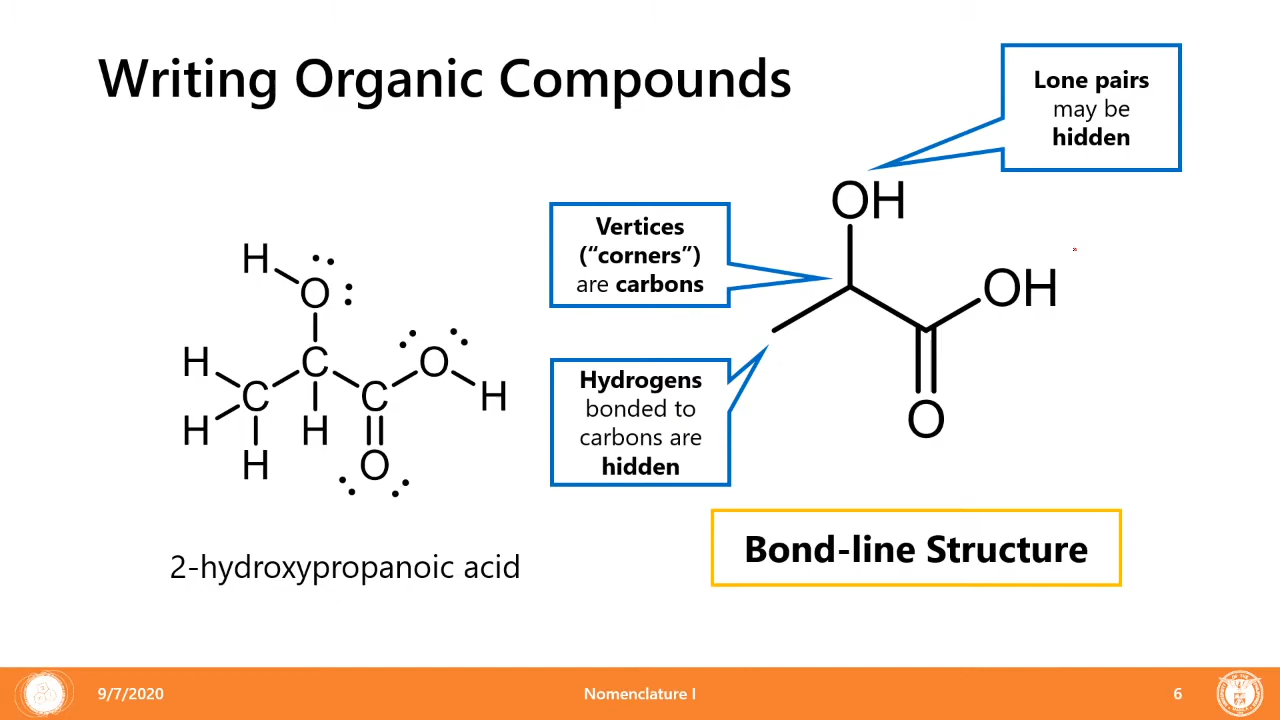 Writing Organic Compounds
Lone pairs
may be
hidden
Vertices
("corners")
are carbons
Hydrogens
bonded to
carbons are
hidden
OH
OH
O
H
O
H
C
O
H
C
C
H
H
H
H
O
2-hydroxypropanoic acid
Bond-line Structure
9/7/2020
Nomenclature I
6